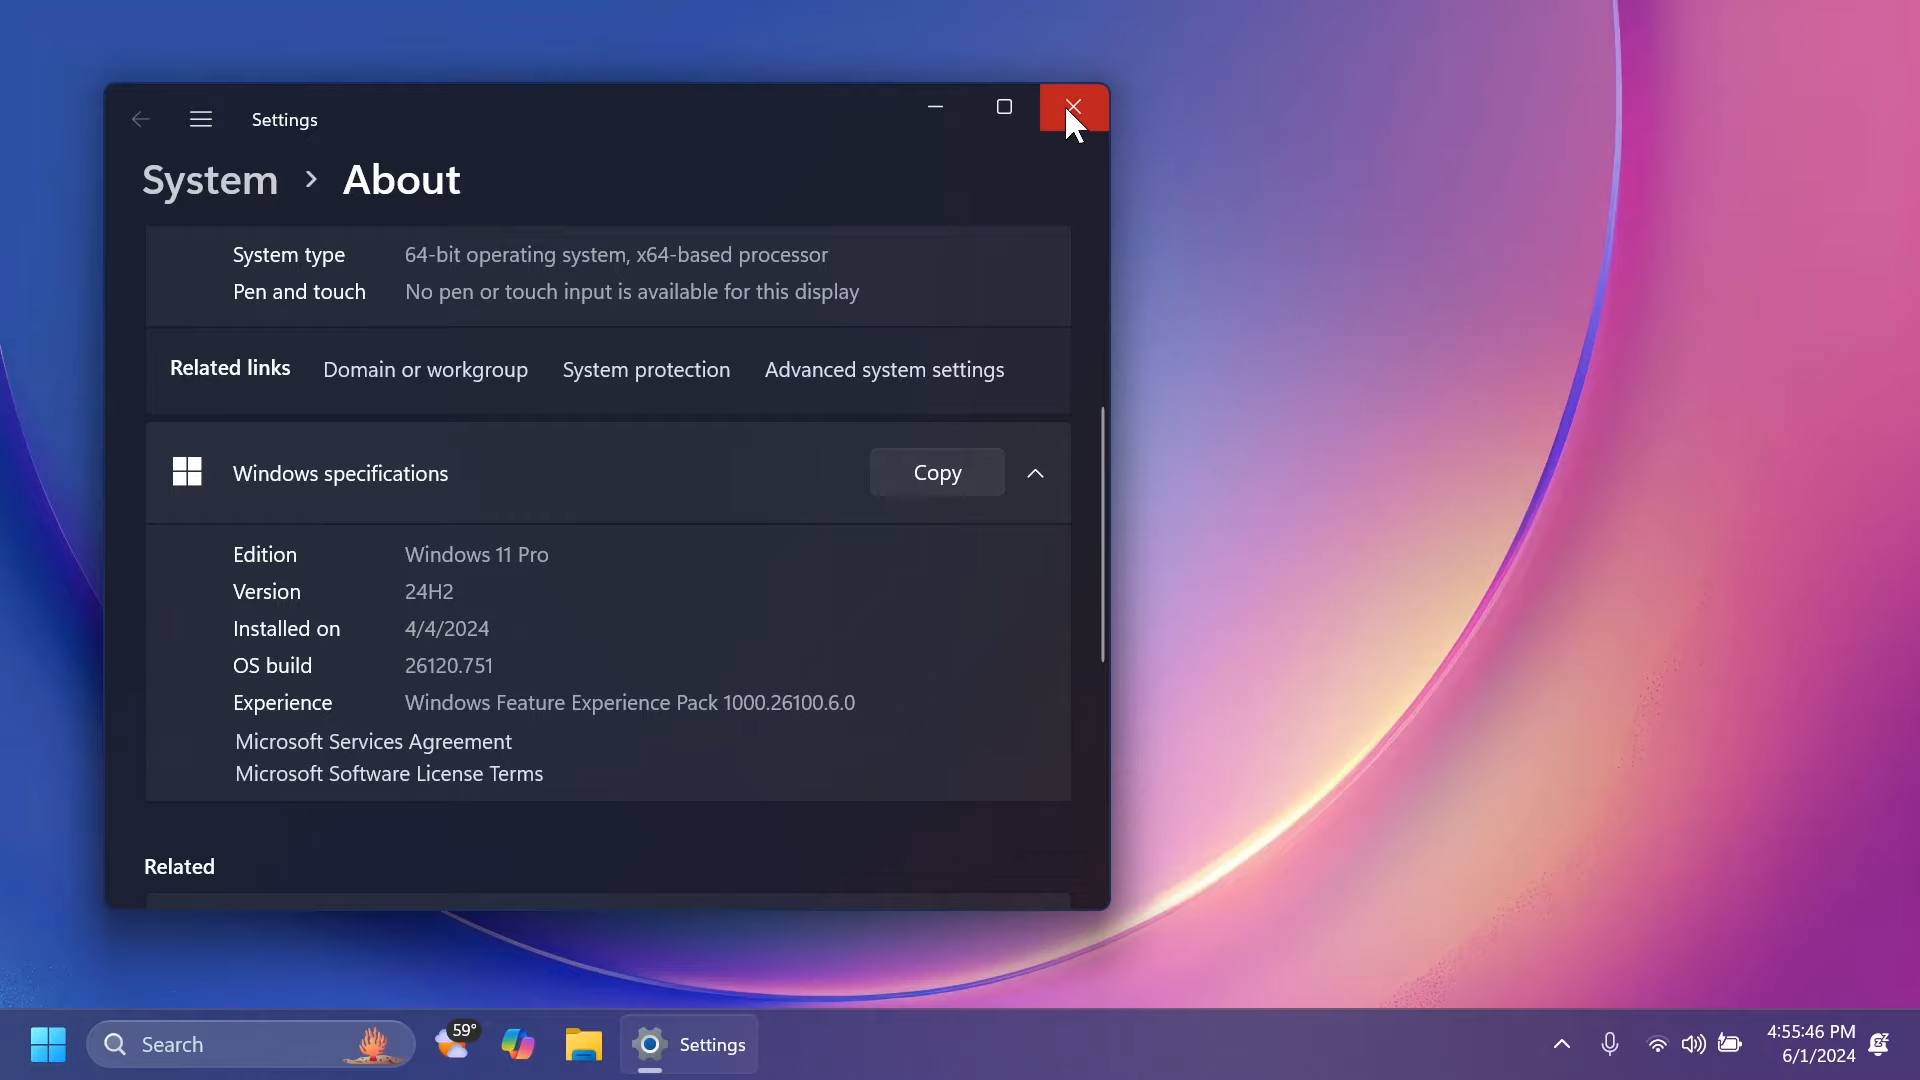 Settings
System > About
System type 64-bit operating system, x64-based processor
Pen and touch No pen or touch input is available for this display
Related links Domain or workgroup System protection Advanced system settings
Windows specifications Copy
Edition Windows 11 Pro
Version 24H2
Installed on 4/4/2024
OS build 26120.751
Experience Windows Feature Experience Pack 1000.26100.6.0
Microsoft Services Agreement
Microsoft Software License Terms
Related
Search 59° Settings 4:55:46 PM
6/1/2024